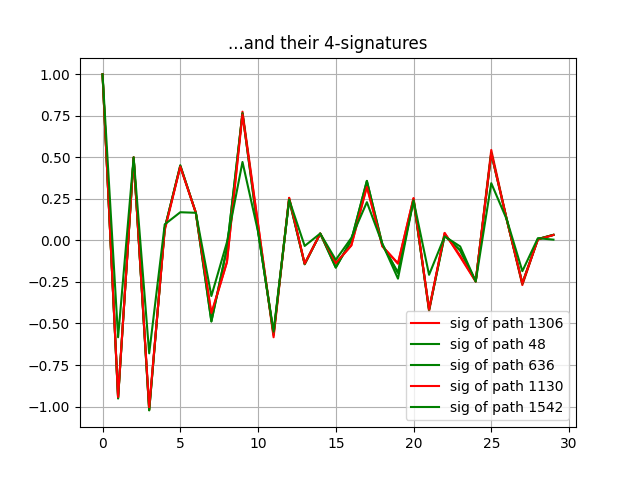 ...and their 4-signatures
1.00
0.75
0.50
0.25
0.00
−0.25
−0.50
−0.75
−1.00
0 5 10 15 20 25 30
sig of path 1306
sig of path 48
sig of path 636
sig of path 1130
sig of path 1542